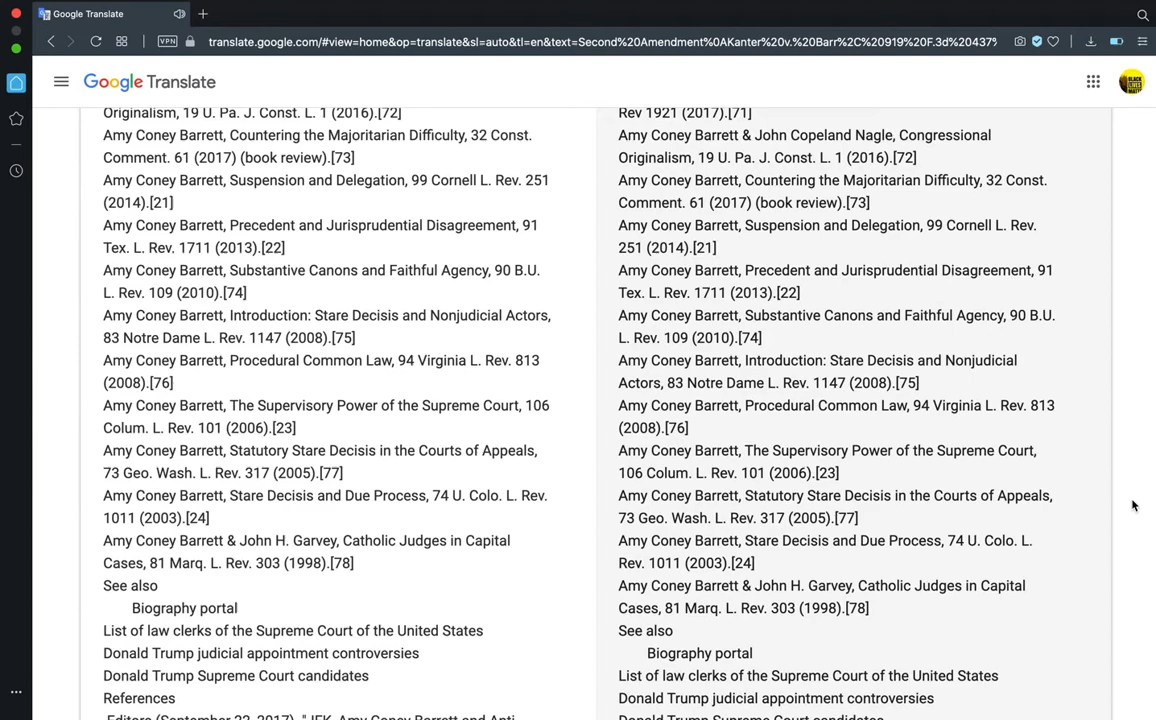 Google Translate
VPN
translate.google.com/#view=home&op=translate&sl=auto&tl=en&text=Second%20Amendment%0AKanter%20v.%20Barr%2C%20919%20F.3d%20437%
Google Translate
BLACK
LIVES
MATTER
Originalism, 19 U. Pa. J. Const. L. 1 (2016).[72]
Amy Coney Barrett, Countering the Majoritarian Difficulty, 32 Const.
Comment. 61 (2017) (book review).[73]
Amy Coney Barrett, Suspension and Delegation, 99 Cornell L. Rev. 251
(2014).[21]
Amy Coney Barrett, Precedent and Jurisprudential Disagreement, 91
Tex. L. Rev. 1711 (2013).[22]
Amy Coney Barrett, Substantive Canons and Faithful Agency, 90 B.U.
L. Rev. 109 (2010).[74]
Amy Coney Barrett, Introduction: Stare Decisis and Nonjudicial Actors,
83 Notre Dame L. Rev. 1147 (2008).[75]
Amy Coney Barrett, Procedural Common Law, 94 Virginia L. Rev. 813
(2008).[76]
Amy Coney Barrett, The Supervisory Power of the Supreme Court, 106
Colum. L. Rev. 101 (2006).[23]
Amy Coney Barrett, Statutory Stare Decisis in the Courts of Appeals,
73 Geo. Wash. L. Rev. 317 (2005).[77]
Amy Coney Barrett, Stare Decisis and Due Process, 74 U. Colo. L. Rev.
1011 (2003).[24]
Amy Coney Barrett & John H. Garvey, Catholic Judges in Capital
Cases, 81 Marq. L. Rev. 303 (1998).[78]
See also
Biography portal
List of law clerks of the Supreme Court of the United States
Donald Trump judicial appointment controversies
Donald Trump Supreme Court candidates
References
Editors (September 22, 2017). "JFK, Amy Coney Barrett and Anti-
Rev 1921 (2017).[71]
Amy Coney Barrett & John Copeland Nagle, Congressional
Originalism, 19 U. Pa. J. Const. L. 1 (2016).[72]
Amy Coney Barrett, Countering the Majoritarian Difficulty, 32 Const.
Comment. 61 (2017) (book review).[73]
Amy Coney Barrett, Suspension and Delegation, 99 Cornell L. Rev.
251 (2014).[21]
Amy Coney Barrett, Precedent and Jurisprudential Disagreement, 91
Tex. L. Rev. 1711 (2013).[22]
Amy Coney Barrett, Substantive Canons and Faithful Agency, 90 B.U.
L. Rev. 109 (2010).[74]
Amy Coney Barrett, Introduction: Stare Decisis and Nonjudicial
Actors, 83 Notre Dame L. Rev. 1147 (2008).[75]
Amy Coney Barrett, Procedural Common Law, 94 Virginia L. Rev. 813
(2008).[76]
Amy Coney Barrett, The Supervisory Power of the Supreme Court,
106 Colum. L. Rev. 101 (2006).[23]
Amy Coney Barrett, Statutory Stare Decisis in the Courts of Appeals,
73 Geo. Wash. L. Rev. 317 (2005).[77]
Amy Coney Barrett, Stare Decisis and Due Process, 74 U. Colo. L.
Rev. 1011 (2003).[24]
Amy Coney Barrett & John H. Garvey, Catholic Judges in Capital
Cases, 81 Marq. L. Rev. 303 (1998).[78]
See also
Biography portal
List of law clerks of the Supreme Court of the United States
Donald Trump judicial appointment controversies
Donald Trump Supreme Court candidates